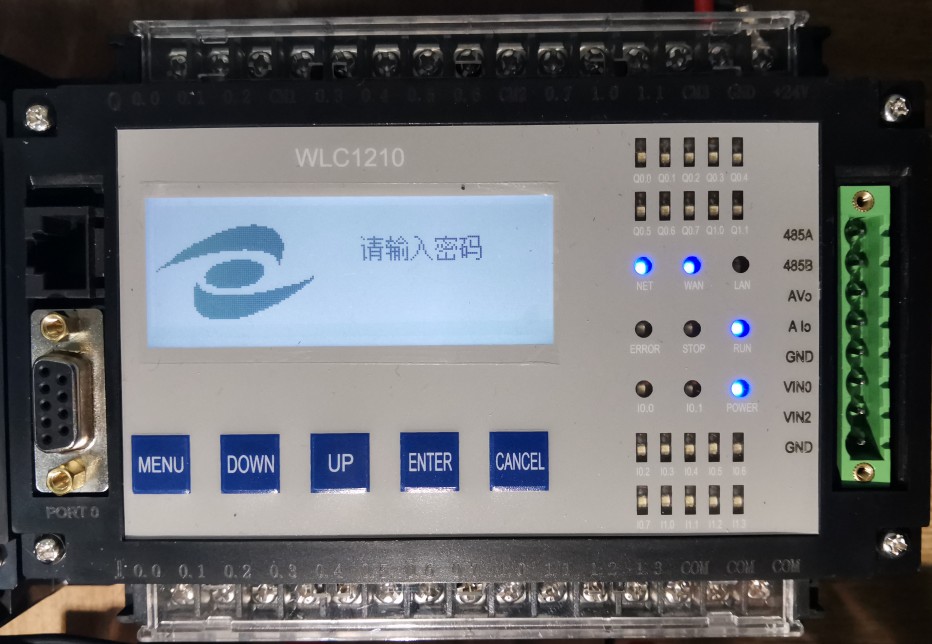 Q 0.0 0.1 0.2 COM1 0.3 0.4 0.5 0.6 COM2 0.7 1.0 1.1 COM3 GND +24V
WLC1210
请输入密码
Q0.0 Q0.1 Q0.2 Q0.3 Q0.4
Q0.5 Q0.6 Q0.7 Q1.0 Q1.1
NET WAN LAN
ERROR STOP RUN
I0.0 I0.1 POWER
I0.2 I0.3 I0.4 I0.5 I0.6
I0.7 I1.0 I1.1 I1.2 I1.3
485A
485B
AVo
A Io
GND
VIN0
VIN2
GND
MENU DOWN UP ENTER CANCEL
PORT 0
I: 0.0 0.1 0.2 0.3 0.4 1.2 1.3 COM COM COM